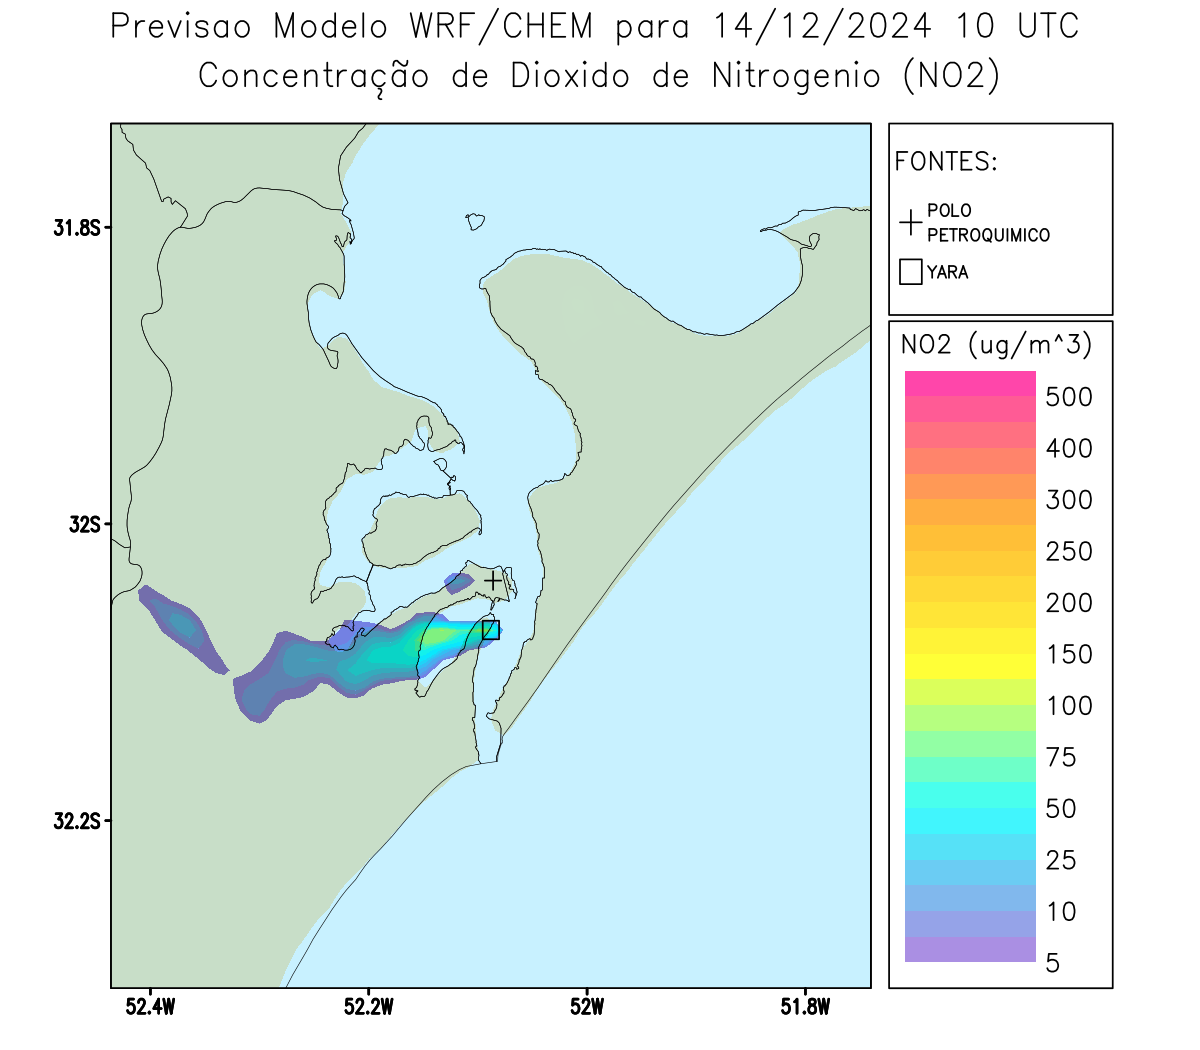 Previsao Modelo WRF/CHEM para 14/12/2024 10 UTC
Concentração de Dioxido de Nitrogenio (NO2)
FONTES:
POLO
PETROQUIMICO
YARA
NO2 (ug/m^3)
500
400
300
250
200
150
100
75
50
25
10
5
31.8S
32S
32.2S
52.4W
52.2W
52W
51.8W